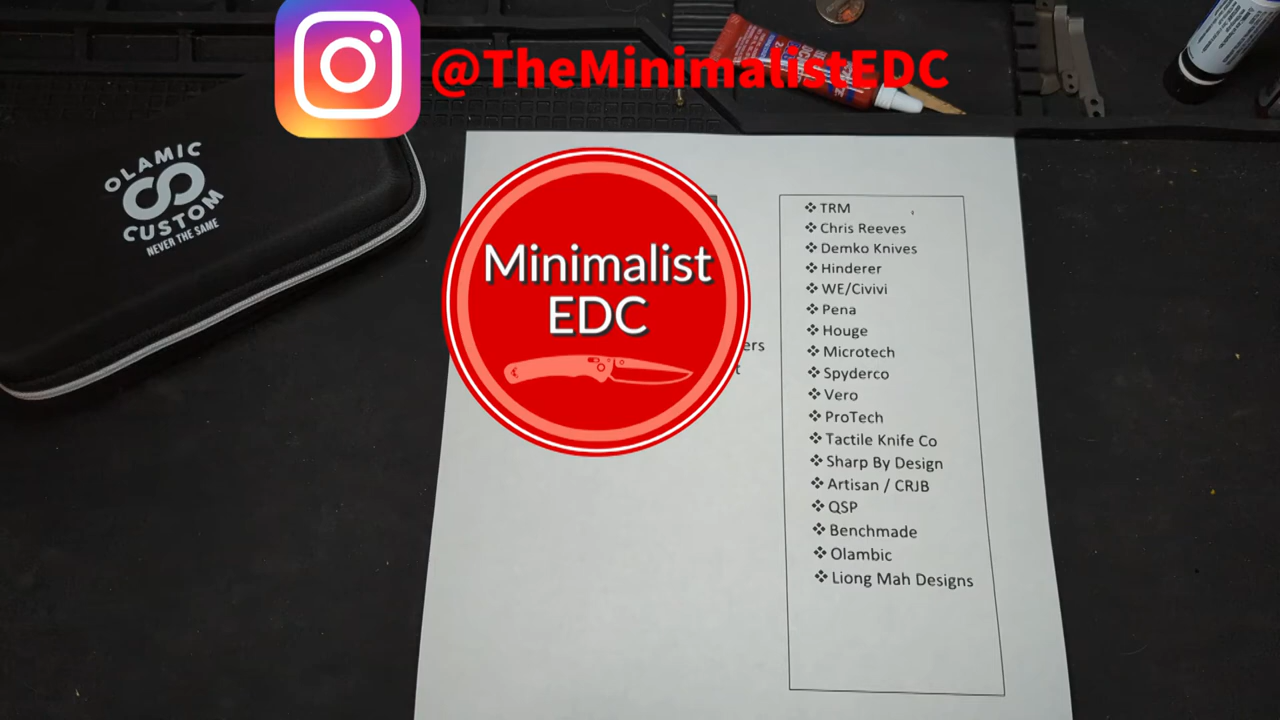 @TheMinimalistEDC
OLAMIC
CUSTOM
NEVER THE SAME
Minimalist
EDC
ers
t
TRM
Chris Reeves
Demko Knives
Hinderer
WE/Civivi
Pena
Houge
Microtech
Spyderco
Vero
ProTech
Tactile Knife Co
Sharp By Design
Artisan / CRJB
QSP
Benchmade
Olambic
Liong Mah Designs